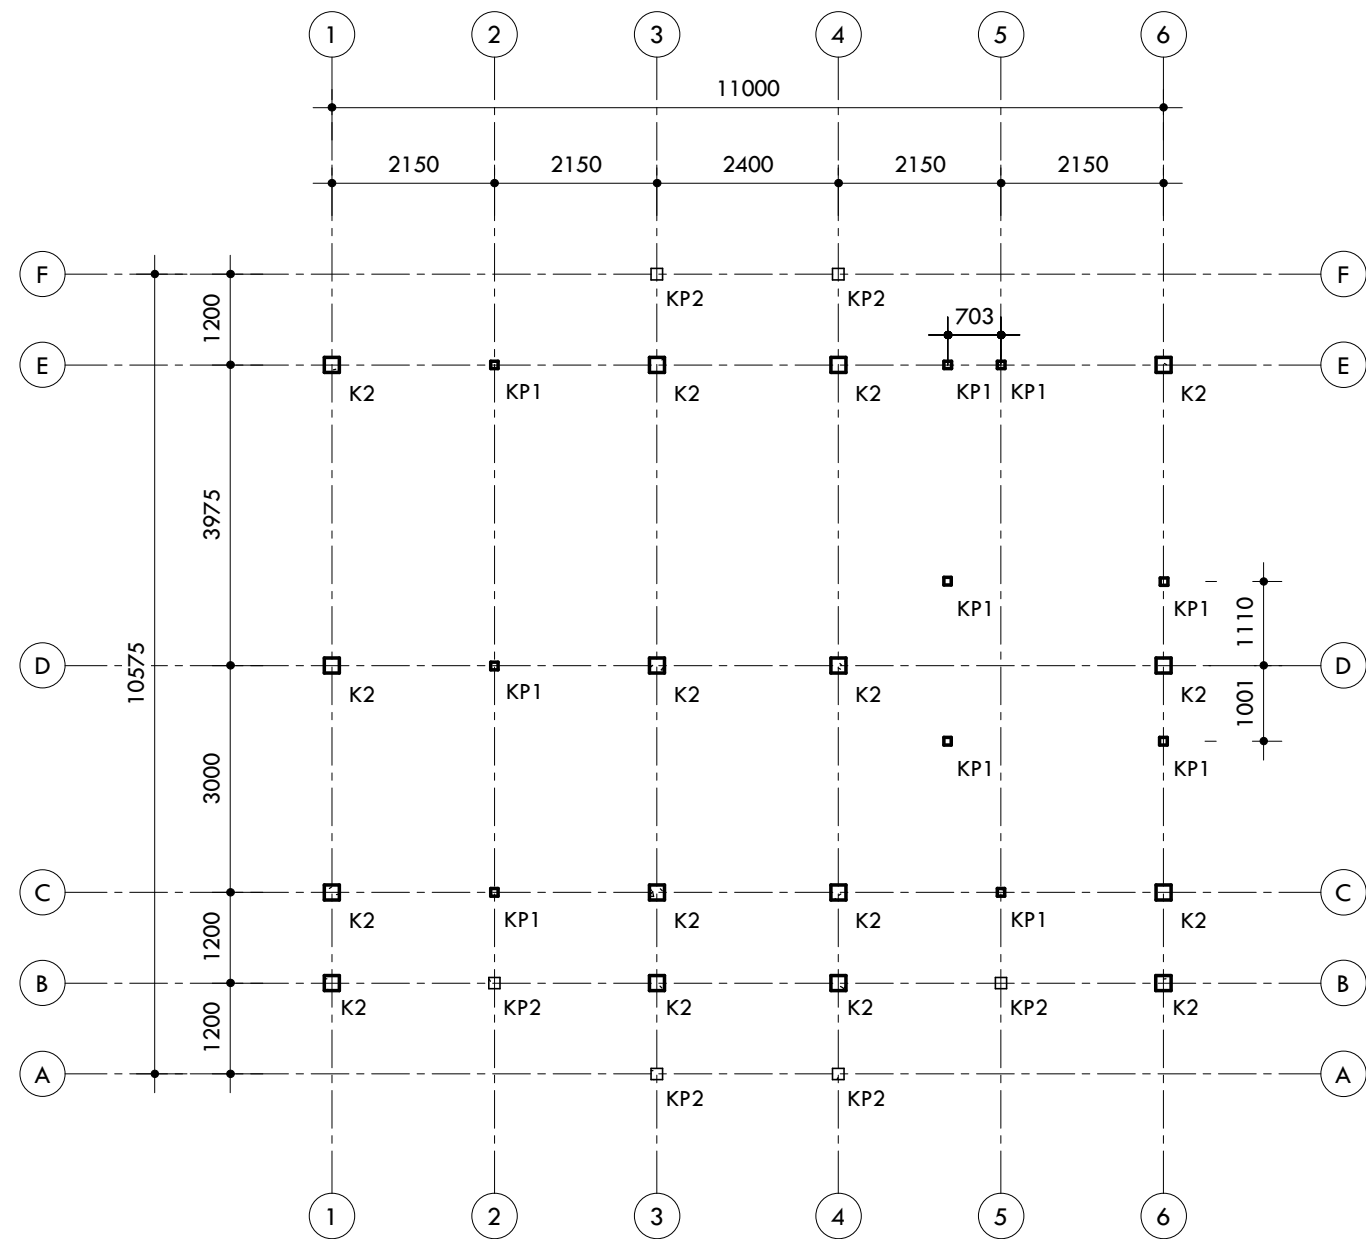 1 2 3 4 5 6
11000
2150 2150 2400 2150 2150
F F
KP2 KP2
1200
703
E E
K2 KP1 K2 K2 KP1 KP1 K2
3975
KP1 KP1
1110
10575
D D
K2 KP1 K2 K2 K2
1001
KP1 KP1
3000
C C
K2 KP1 K2 K2 KP1 K2
1200
B B
K2 KP2 K2 K2 KP2 K2
1200
A A
KP2 KP2
1 2 3 4 5 6